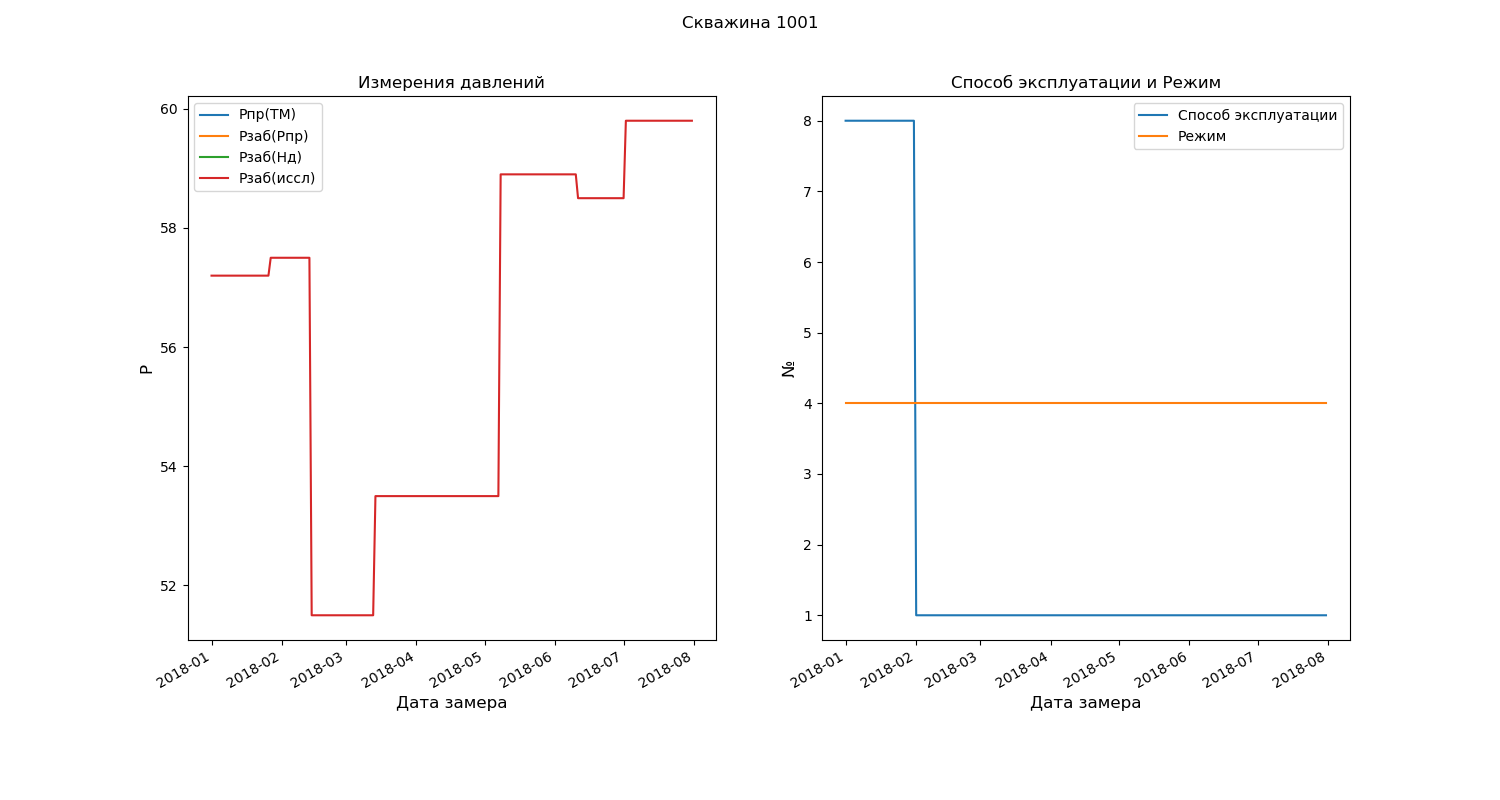 Скважина 1001
Измерения давлений
Рпр(ТМ)
Рзаб(Рпр)
Рзаб(Нд)
Рзаб(иссл)
60
58
56
54
52
P
2018-01
2018-02
2018-03
2018-04
2018-05
2018-06
2018-07
2018-08
Дата замера
Способ эксплуатации и Режим
Способ эксплуатации
Режим
8
7
6
5
4
3
2
1
№
2018-01
2018-02
2018-03
2018-04
2018-05
2018-06
2018-07
2018-08
Дата замера